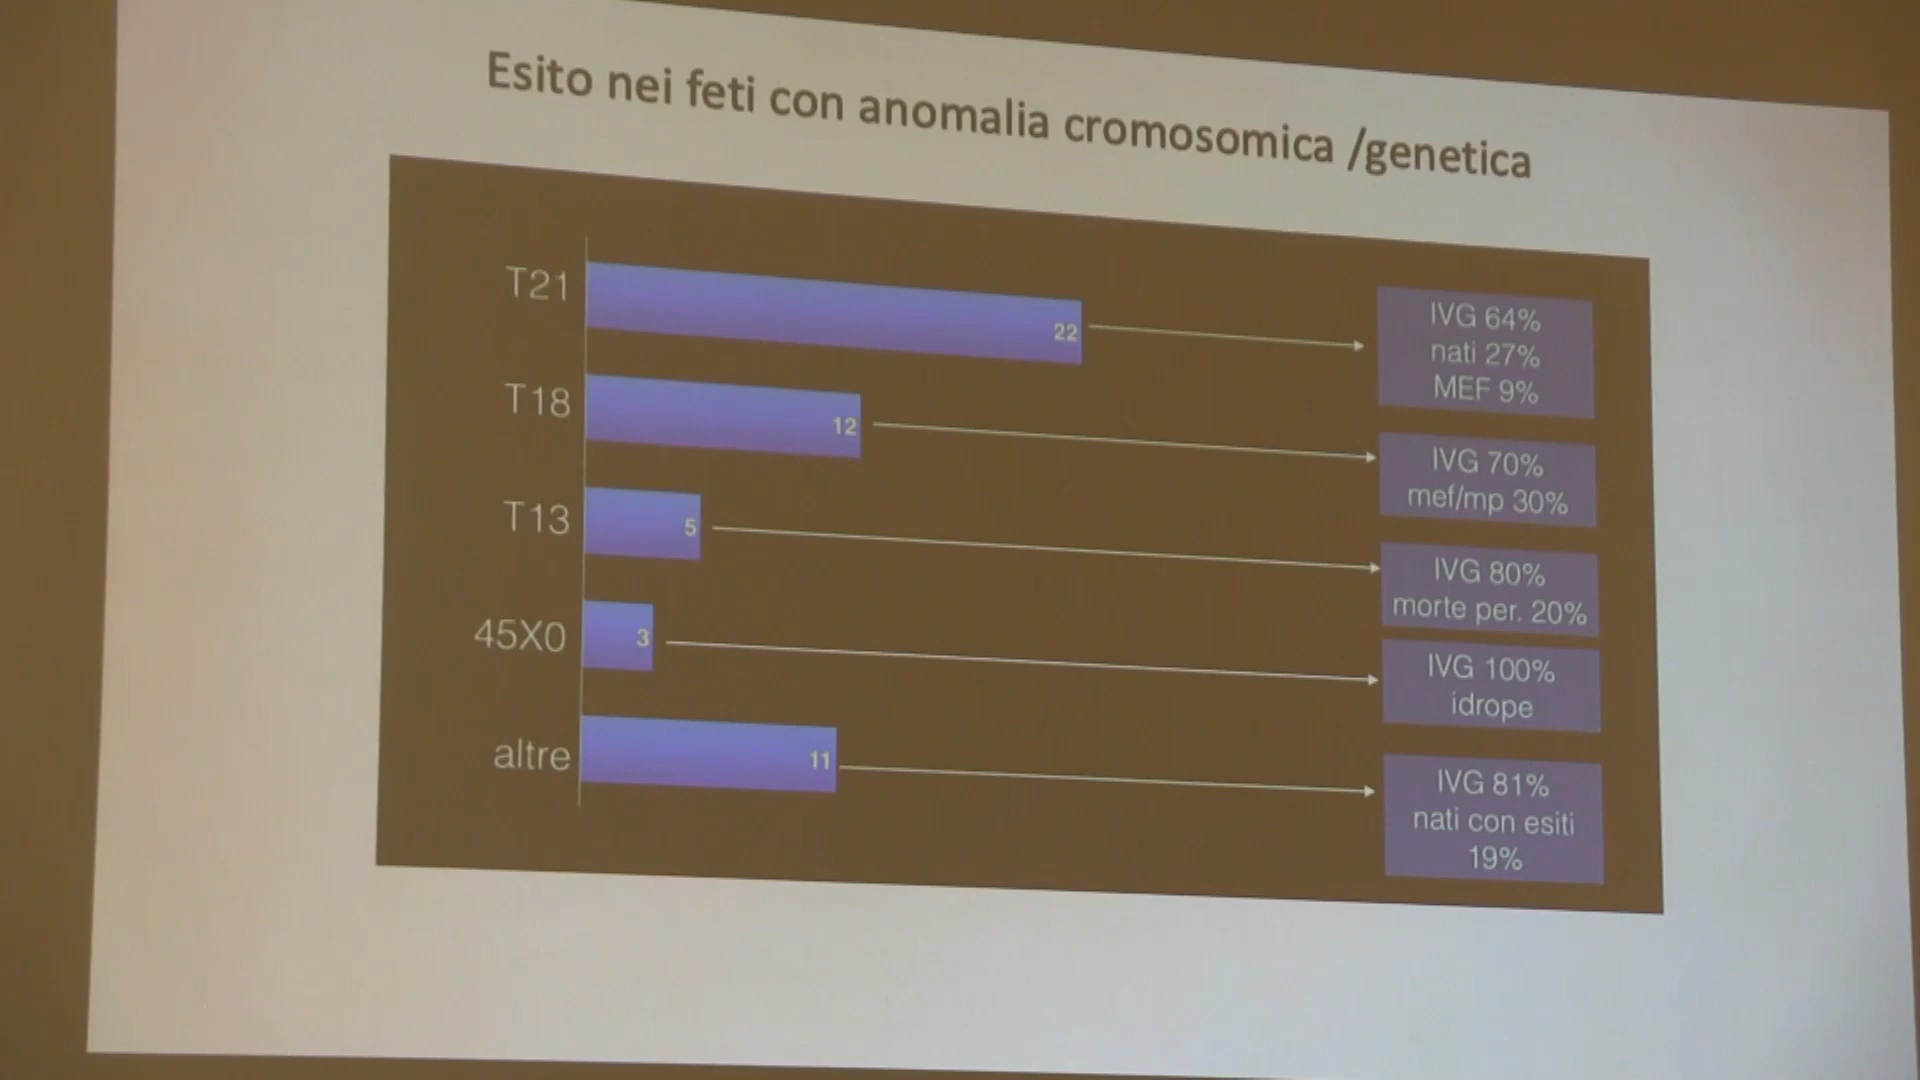 Esito nei feti con anomalia cromosomica /genetica
T21
22
IVG 64%
nati 27%
MEF 9%
T18
12
IVG 70%
mef/mp 30%
T13
5
IVG 80%
morte per. 20%
45X0
3
IVG 100%
idrope
altre
11
IVG 81%
nati con esiti
19%